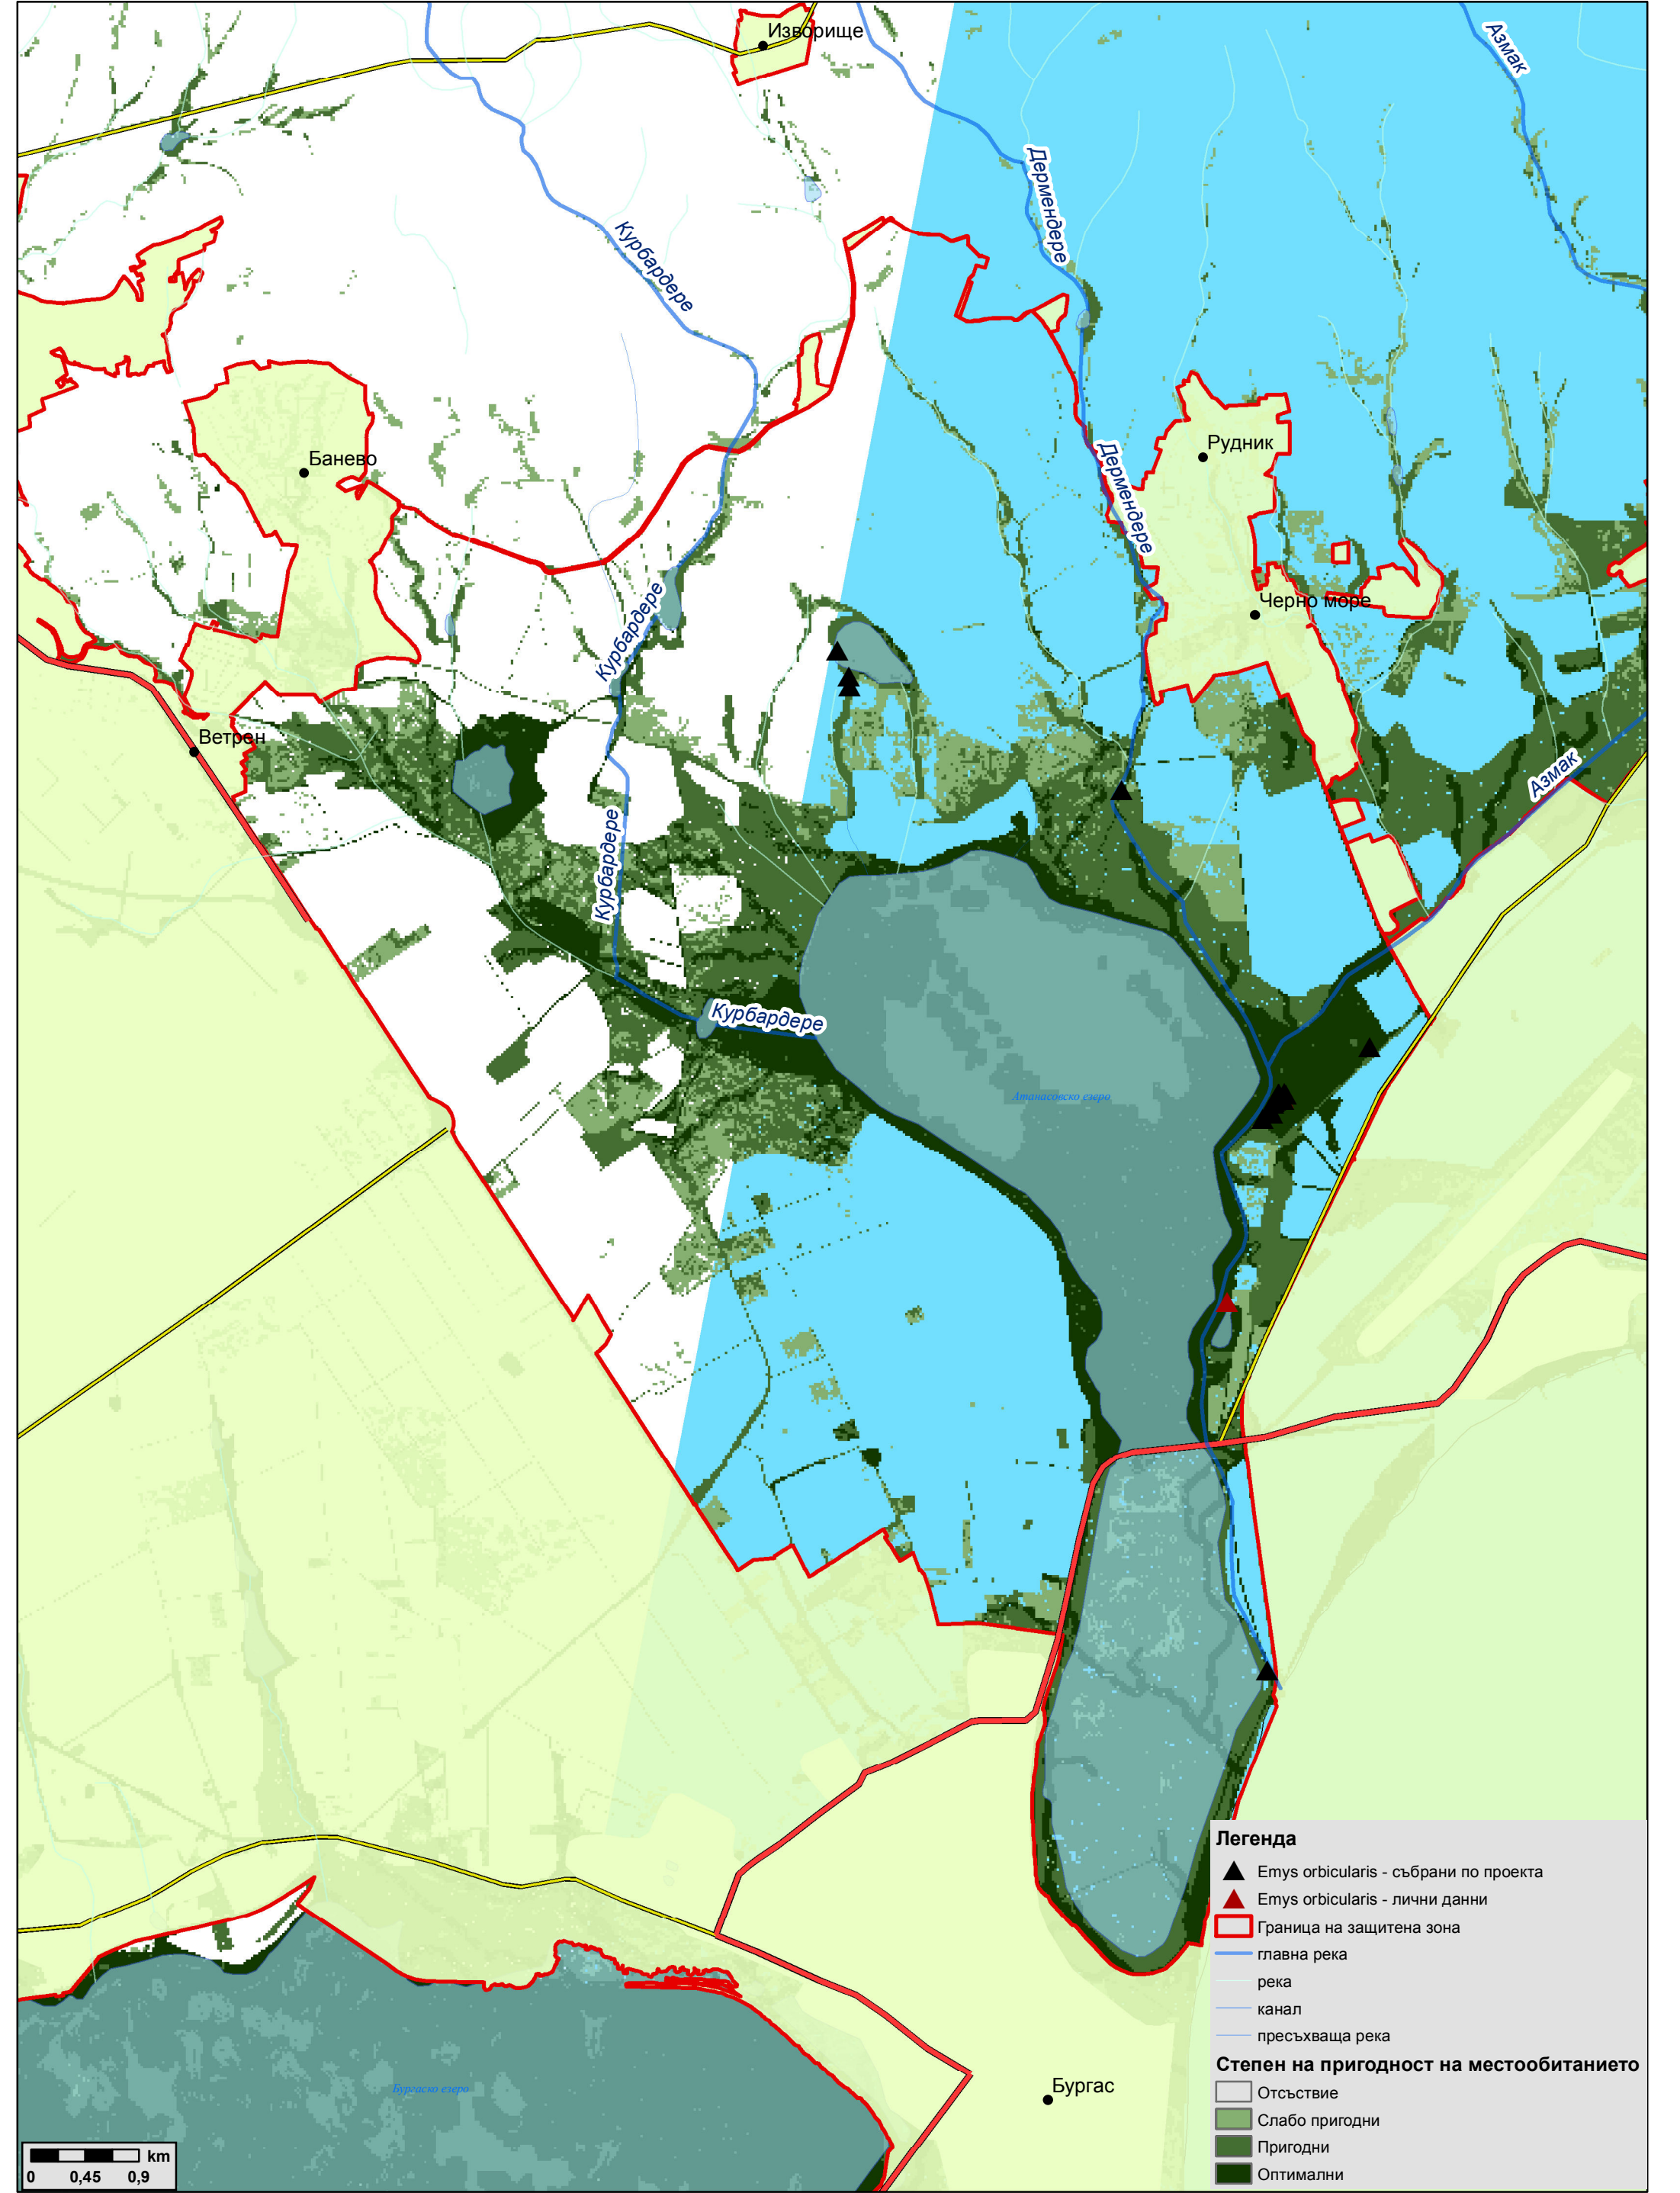 Изворище
Азмак
Дермендере
Курбардере
Рудник
Банево
Дермендере
Черно море
Курбардере
Ветрен
Азмак
Курбардере
Курбардере
Атанасовско езеро
Легенда
Emys orbicularis - събрани по проекта
Emys orbicularis - лични данни
Граница на защитена зона
главна река
река
канал
пресъхваща река
Степен на пригодност на местообитанието
Отсъствие
Слабо пригодни
Пригодни
Оптимални
Бургаско езеро
Бургас
km
0 0,45 0,9